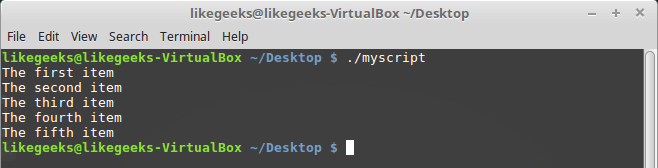 likegeeks@likegeeks-VirtualBox ~/Desktop
File Edit View Search Terminal Help
likegeeks@likegeeks-VirtualBox ~/Desktop $ ./myscript
The first item
The second item
The third item
The fourth item
The fifth item
likegeeks@likegeeks-VirtualBox ~/Desktop $